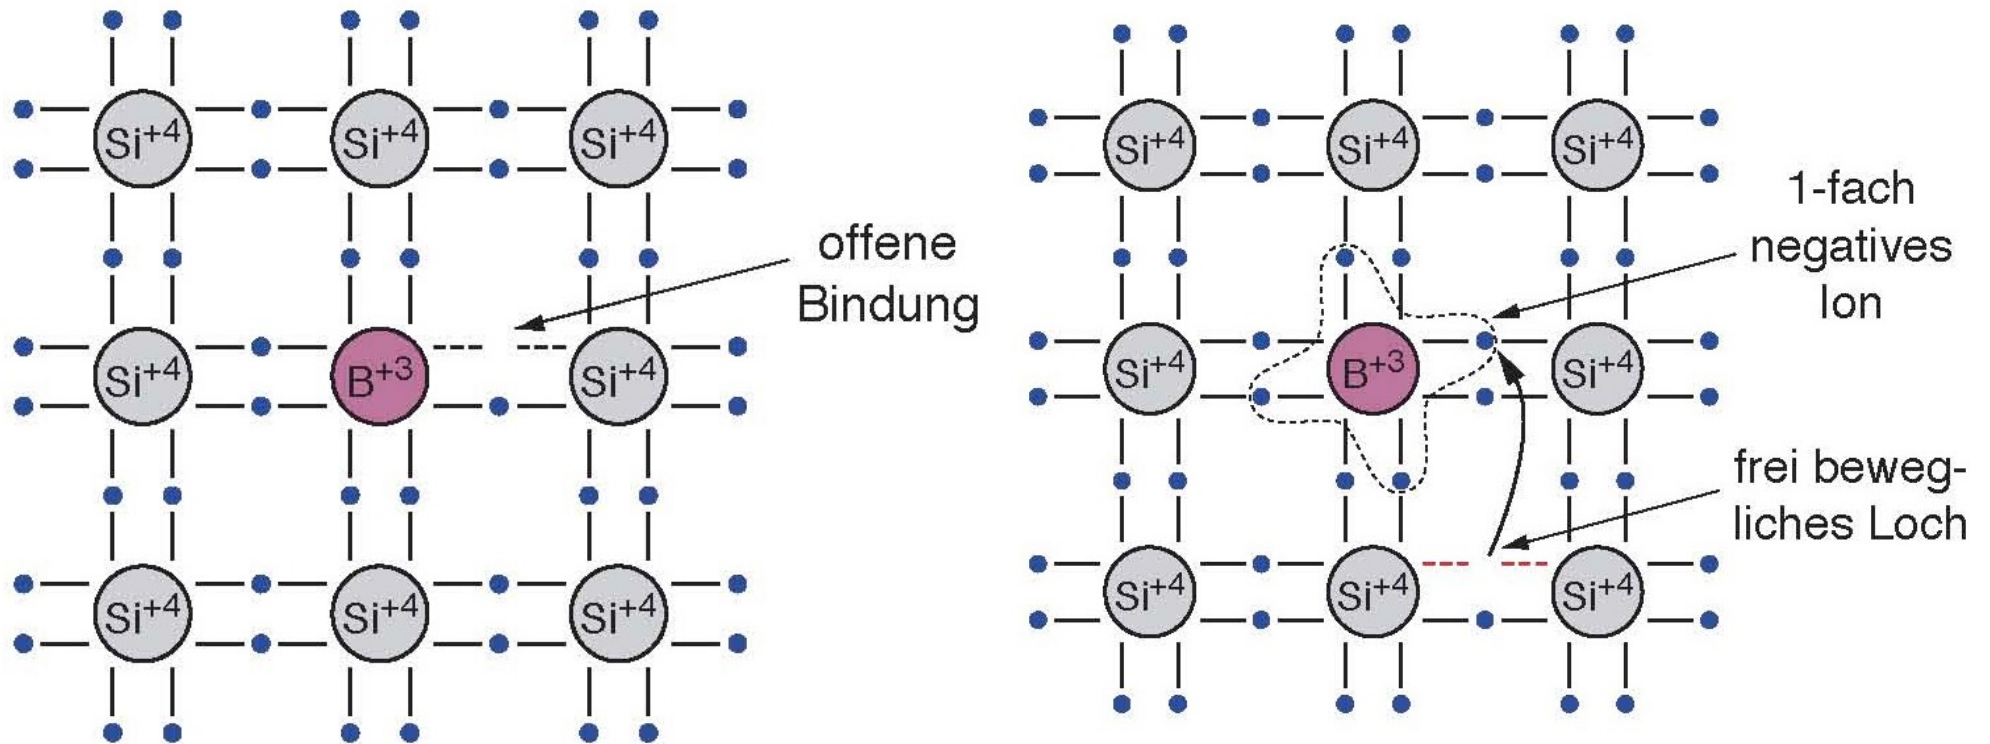 Si+4 Si+4 Si+4
offene
Bindung
Si+4 B+3 Si+4
Si+4 Si+4 Si+4
Si+4 Si+4 Si+4
1-fach
negatives
Ion
Si+4 B+3 Si+4
frei beweg-
liches Loch
Si+4 Si+4 Si+4